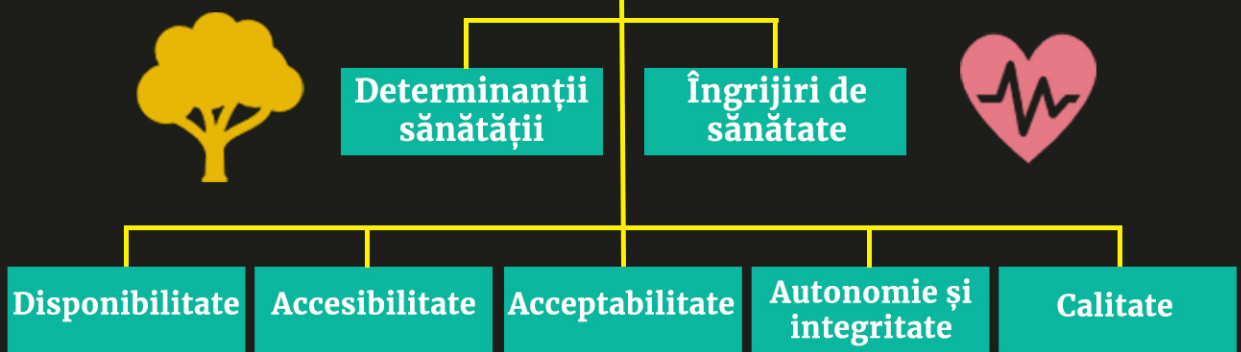 Determinanții
sănătății
Îngrijiri de
sănătate
Disponibilitate
Accesibilitate
Acceptabilitate
Autonomie și
integritate
Calitate